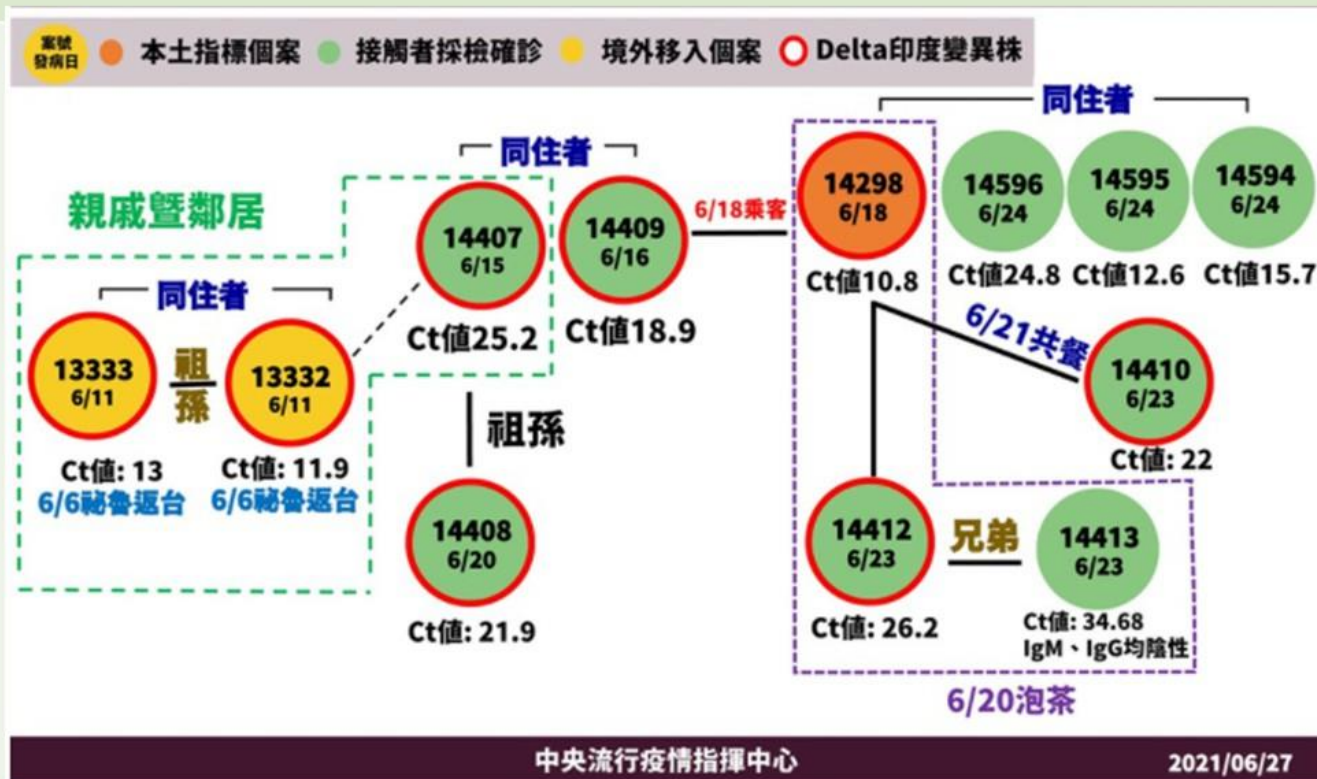 案號
發病日
本土指標個案
接觸者採檢確診
境外移入個案
Delta印度變異株
親戚暨鄰居
同住者
13333
6/11
Ct值: 13
6/6祕魯返台
祖孫
13332
6/11
Ct值: 11.9
6/6祕魯返台
同住者
14407
6/15
Ct值25.2
14409
6/16
Ct值18.9
祖孫
14408
6/20
Ct值: 21.9
6/18乘客
同住者
14298
6/18
Ct值10.8
14596
6/24
Ct值24.8
14595
6/24
Ct值12.6
14594
6/24
Ct值15.7
6/21共餐
14410
6/23
Ct值: 22
14412
6/23
Ct值: 26.2
兄弟
14413
6/23
Ct值: 34.68
IgM、IgG均陰性
6/20泡茶
中央流行疫情指揮中心
2021/06/27